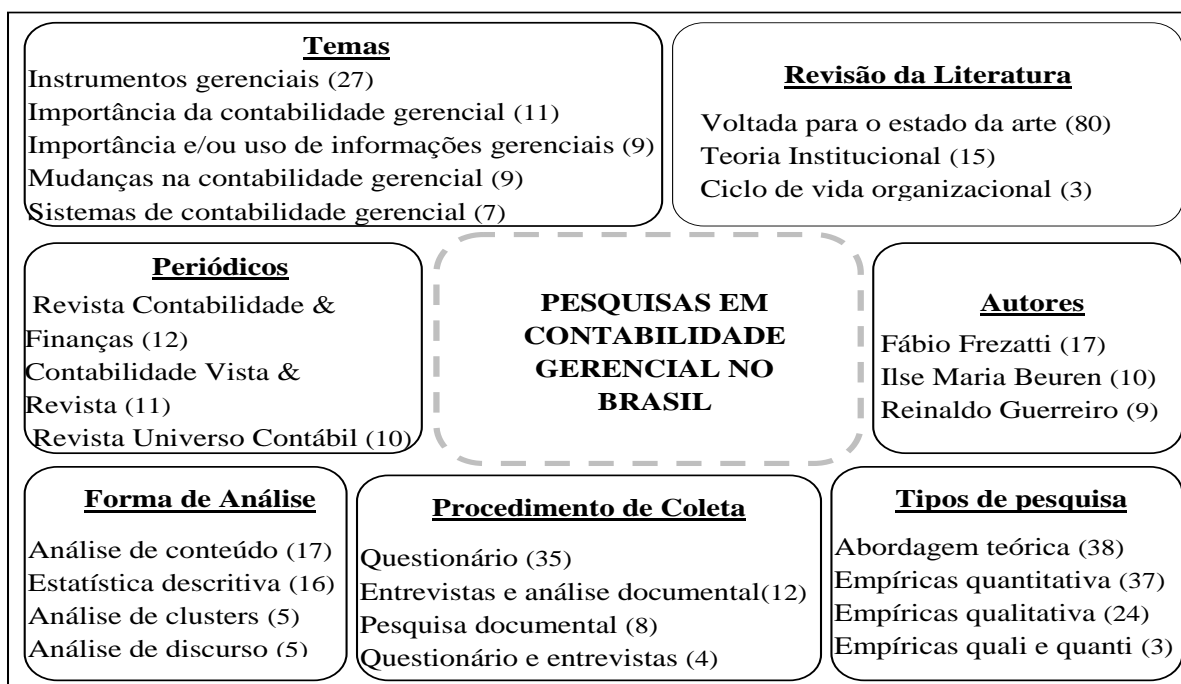 Temas
Instrumentos gerenciais (27)
Importância da contabilidade gerencial (11)
Importância e/ou uso de informações gerenciais (9)
Mudanças na contabilidade gerencial (9)
Sistemas de contabilidade gerencial (7)
Revisão da Literatura
Voltada para o estado da arte (80)
Teoria Institucional (15)
Ciclo de vida organizacional (3)
Periódicos
Revista Contabilidade &
Finanças (12)
Contabilidade Vista &
Revista (11)
Revista Universo Contábil (10)
PESQUISAS EM
CONTABILIDADE
GERENCIAL NO
BRASIL
Autores
Fábio Frezatti (17)
Ilse Maria Beuren (10)
Reinaldo Guerreiro (9)
Forma de Análise
Análise de conteúdo (17)
Estatística descritiva (16)
Análise de clusters (5)
Análise de discurso (5)
Procedimento de Coleta
Questionário (35)
Entrevistas e análise documental(12)
Pesquisa documental (8)
Questionário e entrevistas (4)
Tipos de pesquisa
Abordagem teórica (38)
Empíricas quantitativa (37)
Empíricas qualitativa (24)
Empíricas quali e quanti (3)